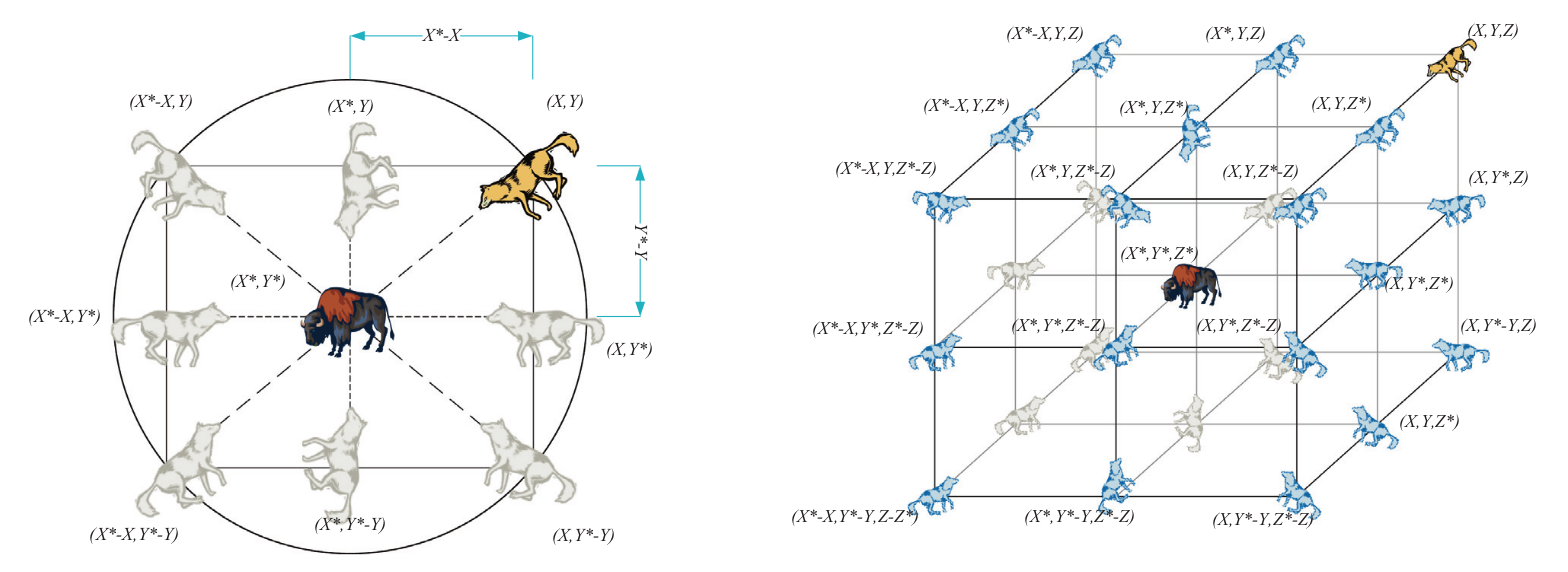 X*-X
(X*-X,Y)
(X*,Y)
(X,Y)
Y*-Y
(X*,Y*)
(X*-X,Y*)
(X,Y*)
(X*-X,Y*-Y)
(X*,Y*-Y)
(X,Y*-Y)
(X*-X,Y,Z)
(X*,Y,Z)
(X,Y,Z)
(X*-X,Y,Z*)
(X*,Y,Z*)
(X,Y,Z*)
(X*-X,Y,Z*-Z)
(X*,Y,Z*-Z)
(X,Y,Z*-Z)
(X,Y*,Z)
(X*,Y*,Z*)
(X,Y*,Z*)
(X*-X,Y*,Z*-Z)
(X*,Y*,Z*-Z)
(X,Y*,Z*-Z)
(X,Y*-Y,Z)
(X,Y,Z*)
(X*-X,Y*-Y,Z-Z*)
(X*,Y*-Y,Z*-Z)
(X,Y*-Y,Z*-Z)